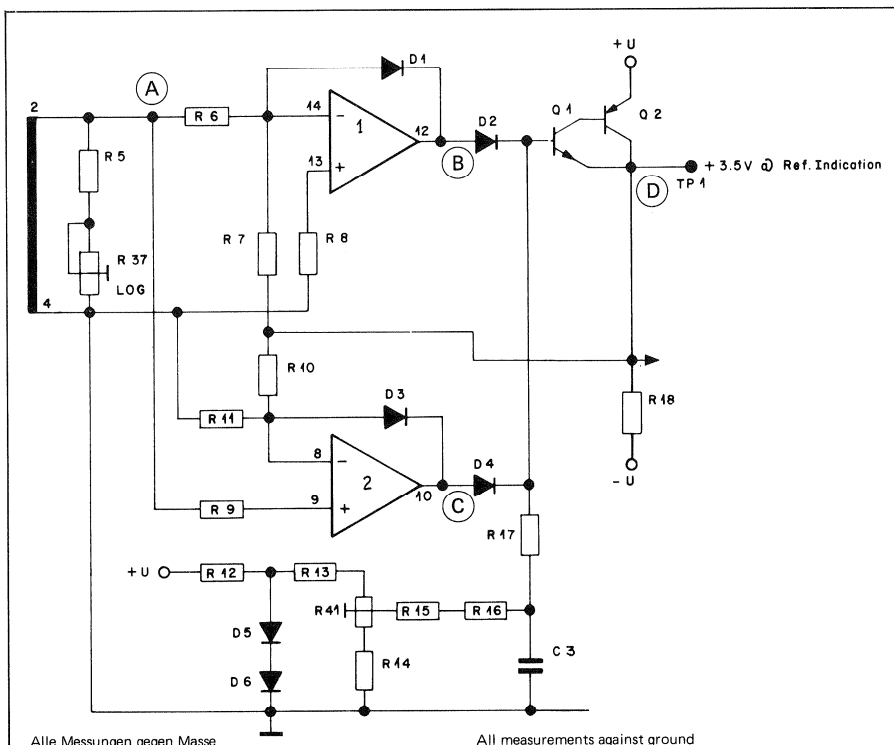 +U
D1
A
2
R 6
14
1
12
D2
Q 1
Q 2
R 5
13
B
+ 3.5V @ Ref. Indication
D
TP 1
R 7
R 8
R 37
LOG
4
R 10
D3
R 11
R18
8
2
10
D4
9
C
-U
R 9
R 17
+U
R 12
R 13
R41
R 15
R 16
D5
C 3
R 14
D 6
Alle Messungen gegen Masse
All measurements against ground